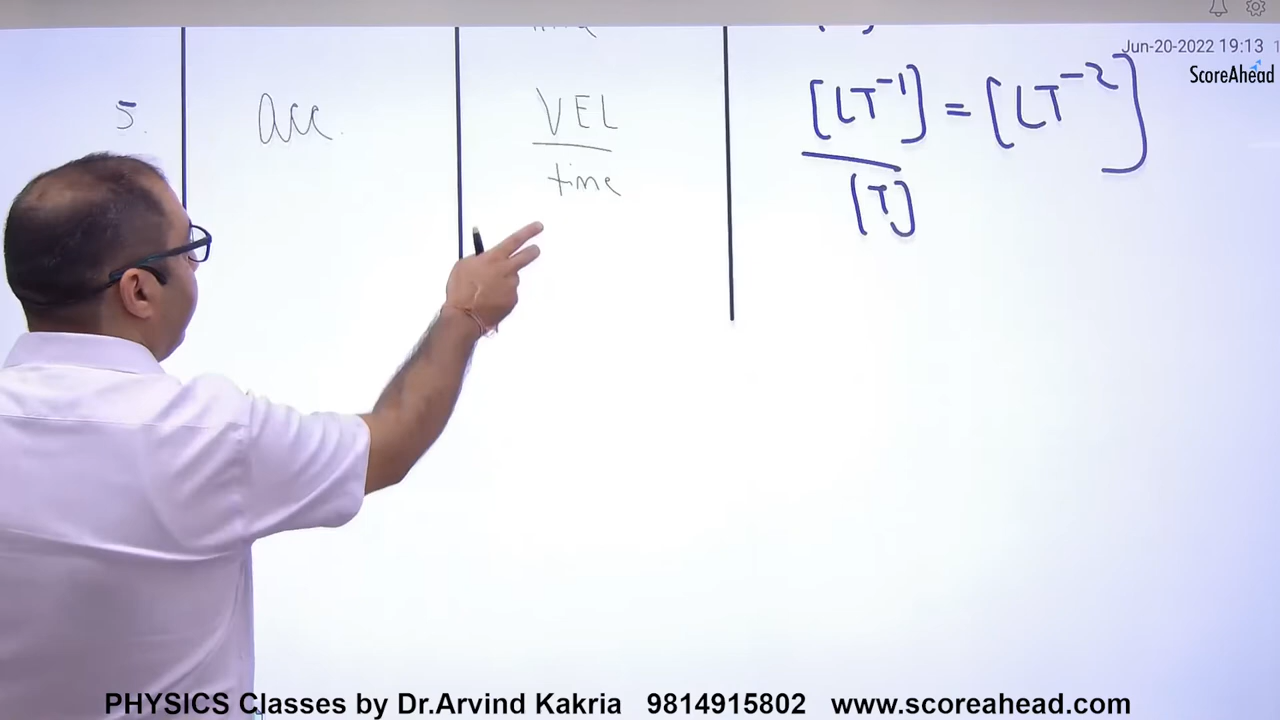 Jun-20-2022 19:13
ScoreAhead
5. acc. VEL [LT⁻¹] = [LT⁻²]
time [T]
PHYSICS Classes by Dr.Arvind Kakria 9814915802 www.scoreahead.com